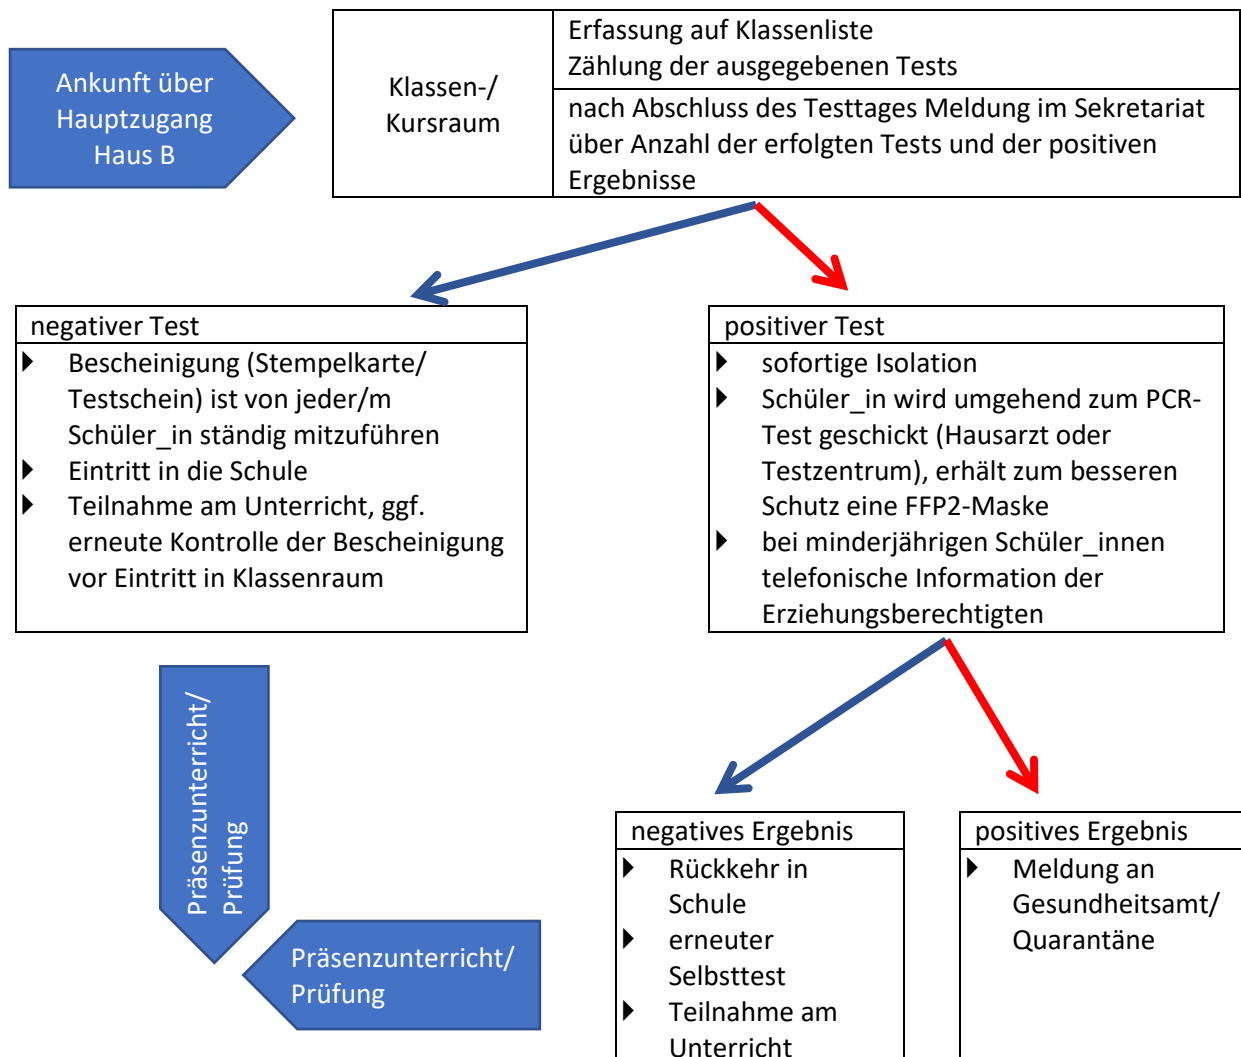 Ankunft über
Hauptzugang
Haus B
Klassen-/
Kursraum
Erfassung auf Klassenliste
Zählung der ausgegebenen Tests
nach Abschluss des Testtages Meldung im Sekretariat
über Anzahl der erfolgten Tests und der positiven
Ergebnisse
negativer Test
Bescheinigung (Stempelkarte/
Testschein) ist von jeder/m
Schüler_in ständig mitzuführen
Eintritt in die Schule
Teilnahme am Unterricht, ggf.
erneute Kontrolle der Bescheinigung
vor Eintritt in Klassenraum
positiver Test
sofortige Isolation
Schüler_in wird umgehend zum PCR-
Test geschickt (Hausarzt oder
Testzentrum), erhält zum besseren
Schutz eine FFP2-Maske
bei minderjährigen Schüler_innen
telefonische Information der
Erziehungsberechtigten
Präsenzunterricht/
Prüfung
Präsenzunterricht/
Prüfung
negatives Ergebnis
Rückkehr in
Schule
erneuter
Selbsttest
Teilnahme am
Unterricht
positives Ergebnis
Meldung an
Gesundheitsamt/
Quarantäne